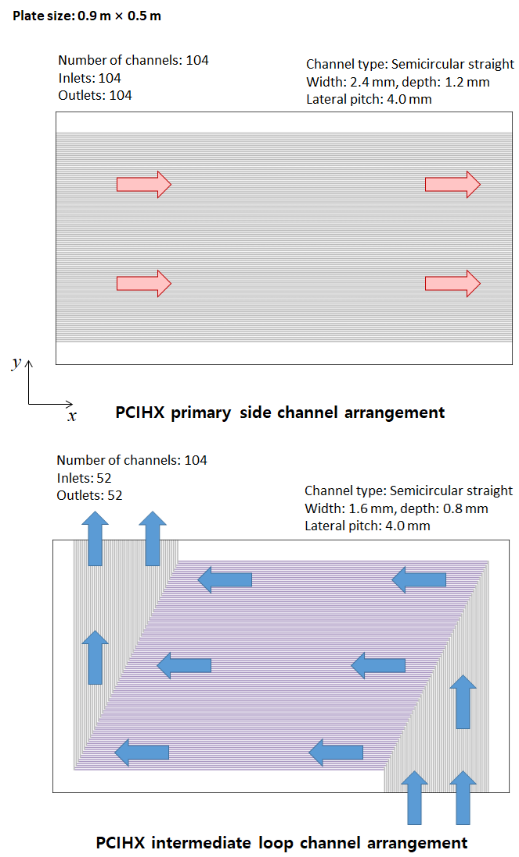 Plate size: 0.9 m × 0.5 m
Number of channels: 104
Inlets: 104
Outlets: 104
Channel type: Semicircular straight
Width: 2.4 mm, depth: 1.2 mm
Lateral pitch: 4.0 mm
y
x
PCIHX primary side channel arrangement
Number of channels: 104
Inlets: 52
Outlets: 52
Channel type: Semicircular straight
Width: 1.6 mm, depth: 0.8 mm
Lateral pitch: 4.0 mm
PCIHX intermediate loop channel arrangement